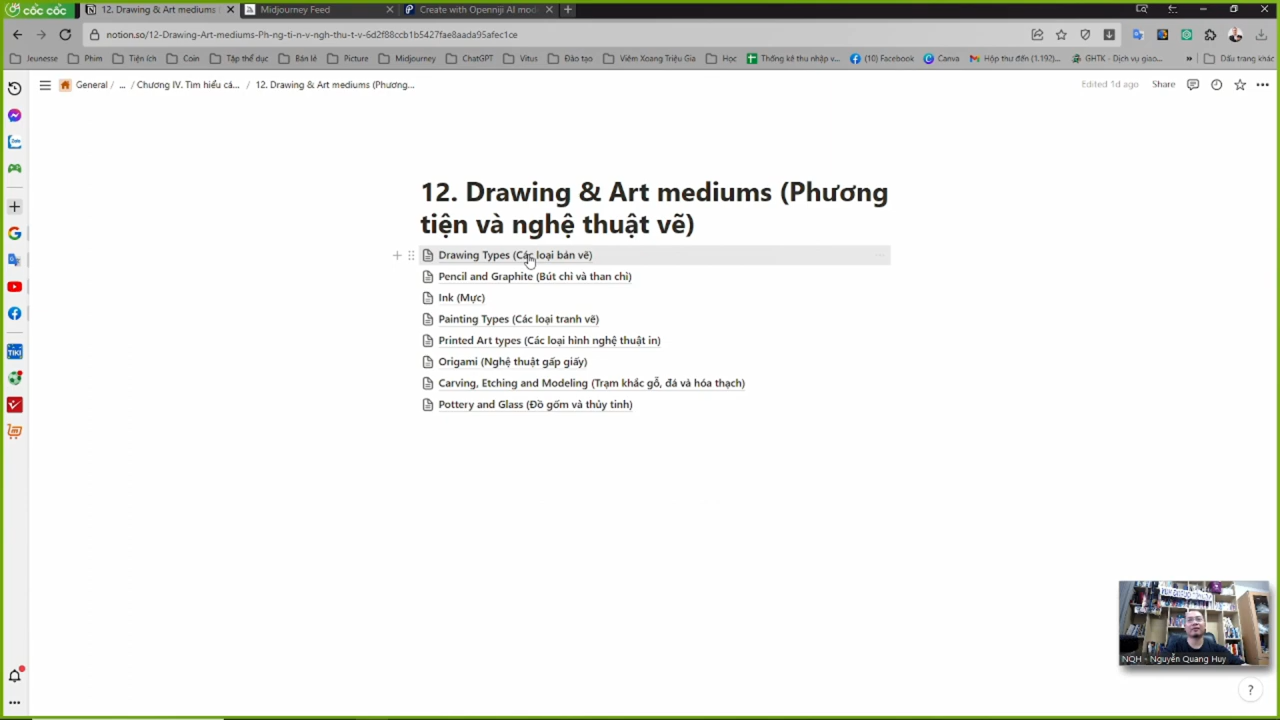 cốc cốc
12. Drawing & Art mediums
Midjourney Feed
Create with Openniji AI mod
notion.so/12-Drawing-Art-mediums-Ph-ng-ti-n-v-ngh-thu-t-v-6d2f88ccb1b5427fae8aada95afec1ce
Jeunesse
Phim
Tiện ích
Coin
Tập thể dục
Bán lẻ
Picture
Midjourney
ChatGPT
Vitus
Đào tạo
Viêm Xoang Triệu Gia
Học
Thống kê thu nhập v...
(10) Facebook
Canva
Hộp thư đến (1.192)...
GHTK - Dịch vụ giao...
Dấu trang khác
General / ... / Chương IV. Tìm hiểu cá... / 12. Drawing & Art mediums (Phương...
Edited 1d ago
Share
12. Drawing & Art mediums (Phương
tiện và nghệ thuật vẽ)
Drawing Types (Các loại bản vẽ)
Pencil and Graphite (Bút chì và than chì)
Ink (Mực)
Painting Types (Các loại tranh vẽ)
Printed Art types (Các loại hình nghệ thuật in)
Origami (Nghệ thuật gấp giấy)
Carving, Etching and Modeling (Trạm khắc gỗ, đá và hóa thạch)
Pottery and Glass (Đồ gốm và thủy tinh)
Zalo
TIKI
NQH - Nguyễn Quang Huy
?